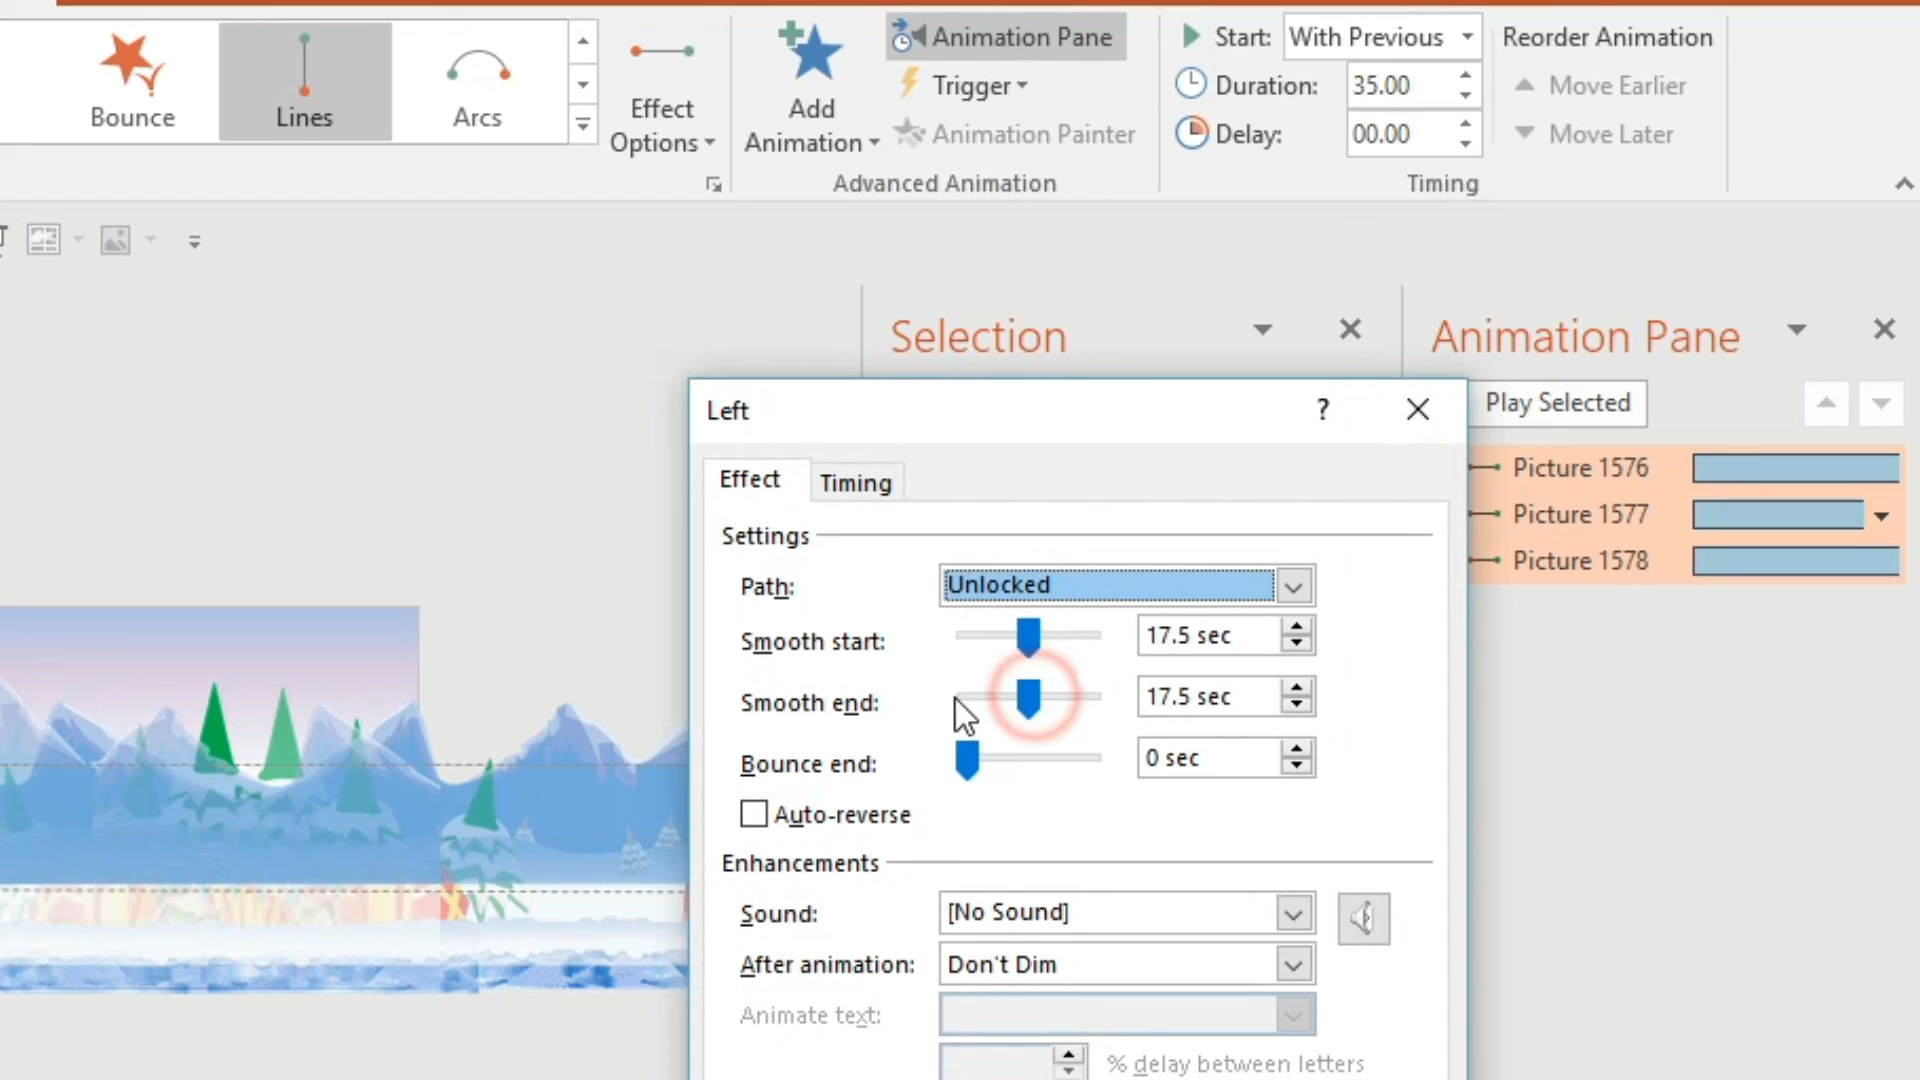 Bounce
Lines
Arcs
Effect
Options
Add
Animation
Animation Pane
Trigger
Animation Painter
Advanced Animation
Start: With Previous
Duration: 35.00
Delay: 00.00
Timing
Reorder Animation
Move Earlier
Move Later
Selection
Animation Pane
Play Selected
Picture 1576
Picture 1577
Picture 1578
Left
?
Effect
Timing
Settings
Path: Unlocked
Smooth start: 17.5 sec
Smooth end: 17.5 sec
Bounce end: 0 sec
Auto-reverse
Enhancements
Sound: [No Sound]
After animation: Don't Dim
Animate text:
% delay between letters